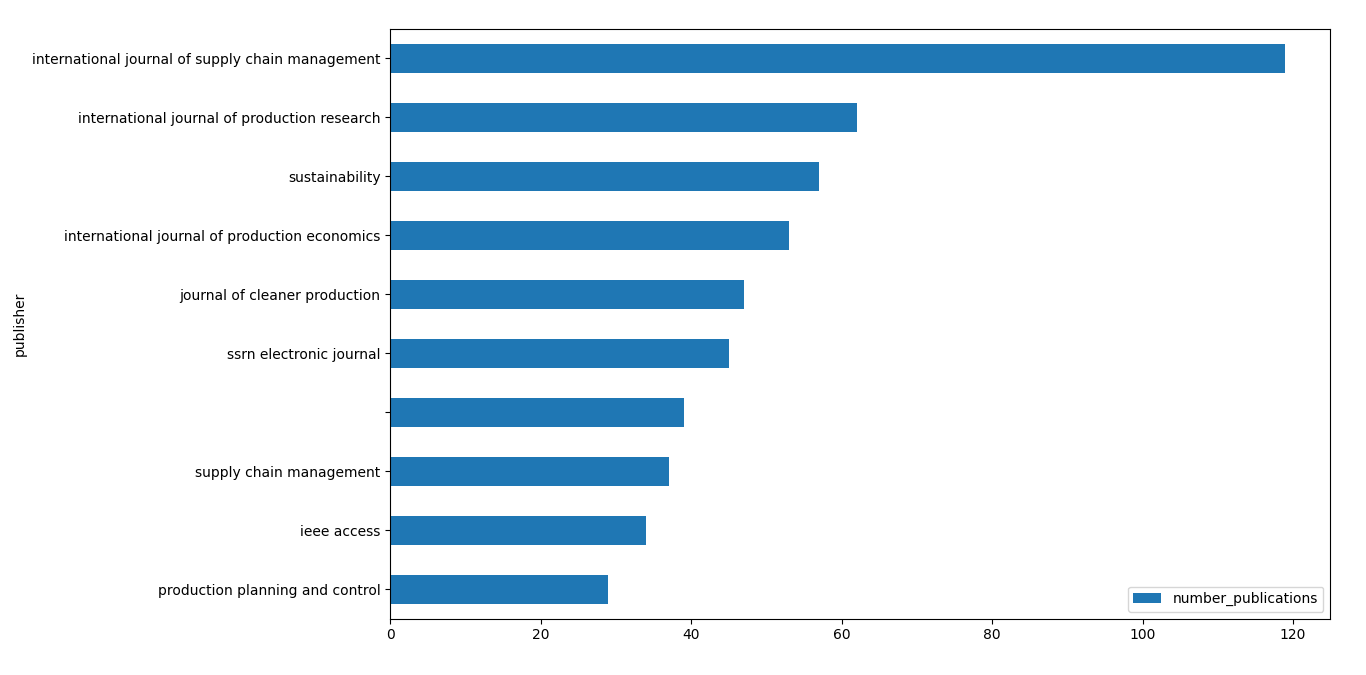 international journal of supply chain management
international journal of production research
sustainability
international journal of production economics
journal of cleaner production
ssrn electronic journal
supply chain management
ieee access
production planning and control
publisher
number_publications
0 20 40 60 80 100 120